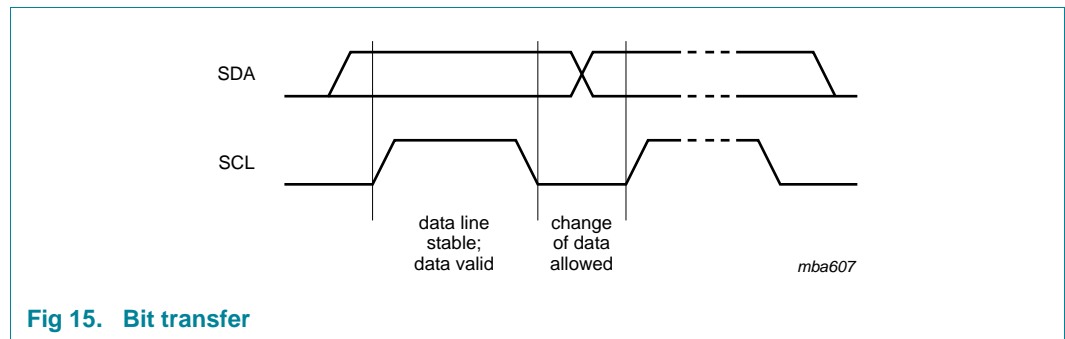 SDA
SCL
data line
stable;
data valid
change
of data
allowed
mba607
Fig 15. Bit transfer